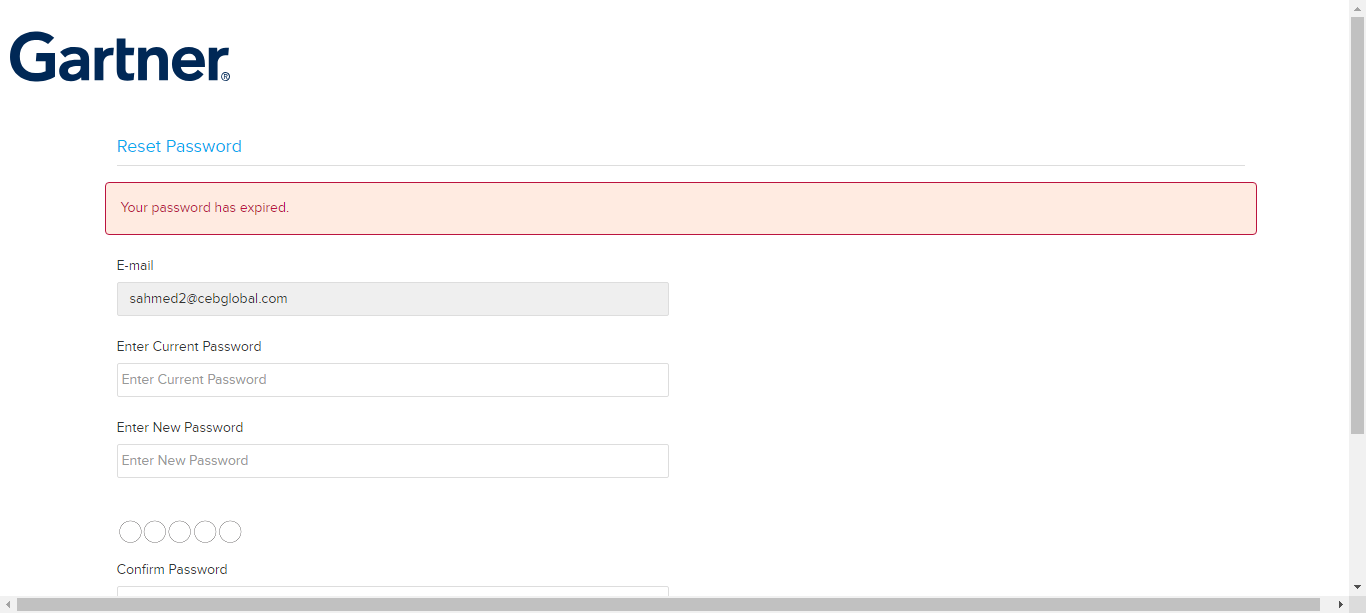 Gartner®
Reset Password
Your password has expired.
E-mail
sahmed2@cebglobal.com
Enter Current Password
Enter Current Password
Enter New Password
Enter New Password
Confirm Password